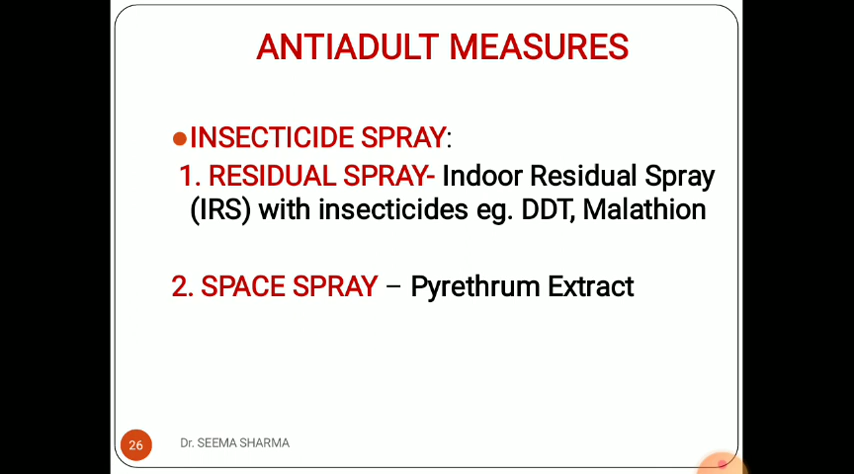 ANTIADULT MEASURES
●INSECTICIDE SPRAY:
1. RESIDUAL SPRAY- Indoor Residual Spray
(IRS) with insecticides eg. DDT, Malathion
2. SPACE SPRAY – Pyrethrum Extract
26 Dr. SEEMA SHARMA